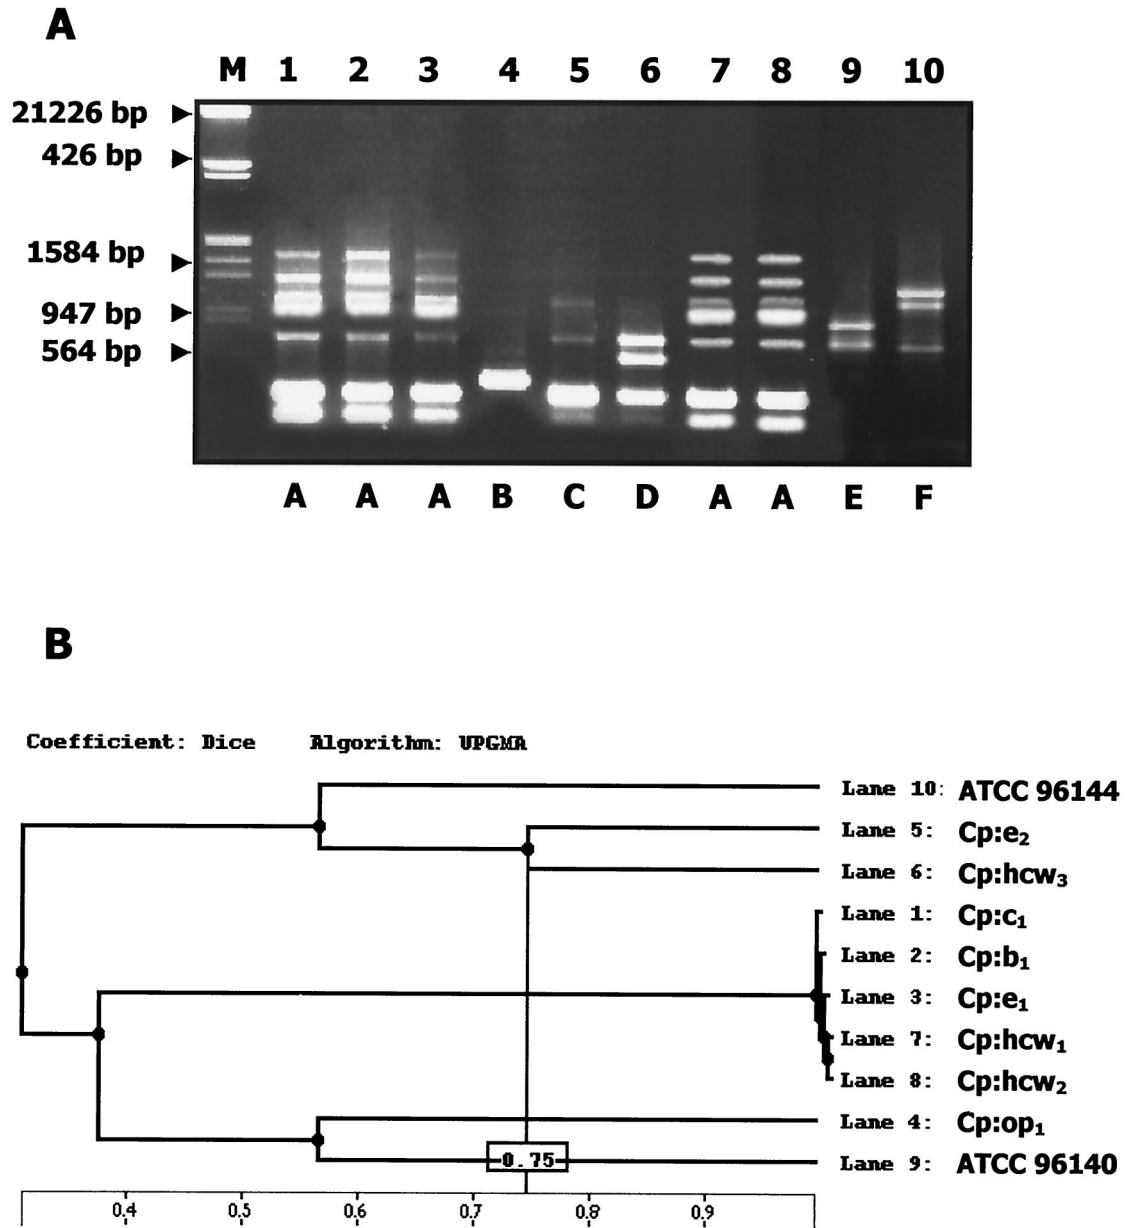 A
M 1 2 3 4 5 6 7 8 9 10
21226 bp
426 bp
1584 bp
947 bp
564 bp
A A A B C D A A E F
B
Coefficient: Dice Algorithm: UPGMA
Lane 10: ATCC 96144
Lane 5: Cp:e₂
Lane 6: Cp:hcw₃
Lane 1: Cp:c₁
Lane 2: Cp:b₁
Lane 3: Cp:e₁
Lane 7: Cp:hcw₁
Lane 8: Cp:hcw₂
Lane 4: Cp:op₁
Lane 9: ATCC 96140
0.75
0.4 0.5 0.6 0.7 0.8 0.9